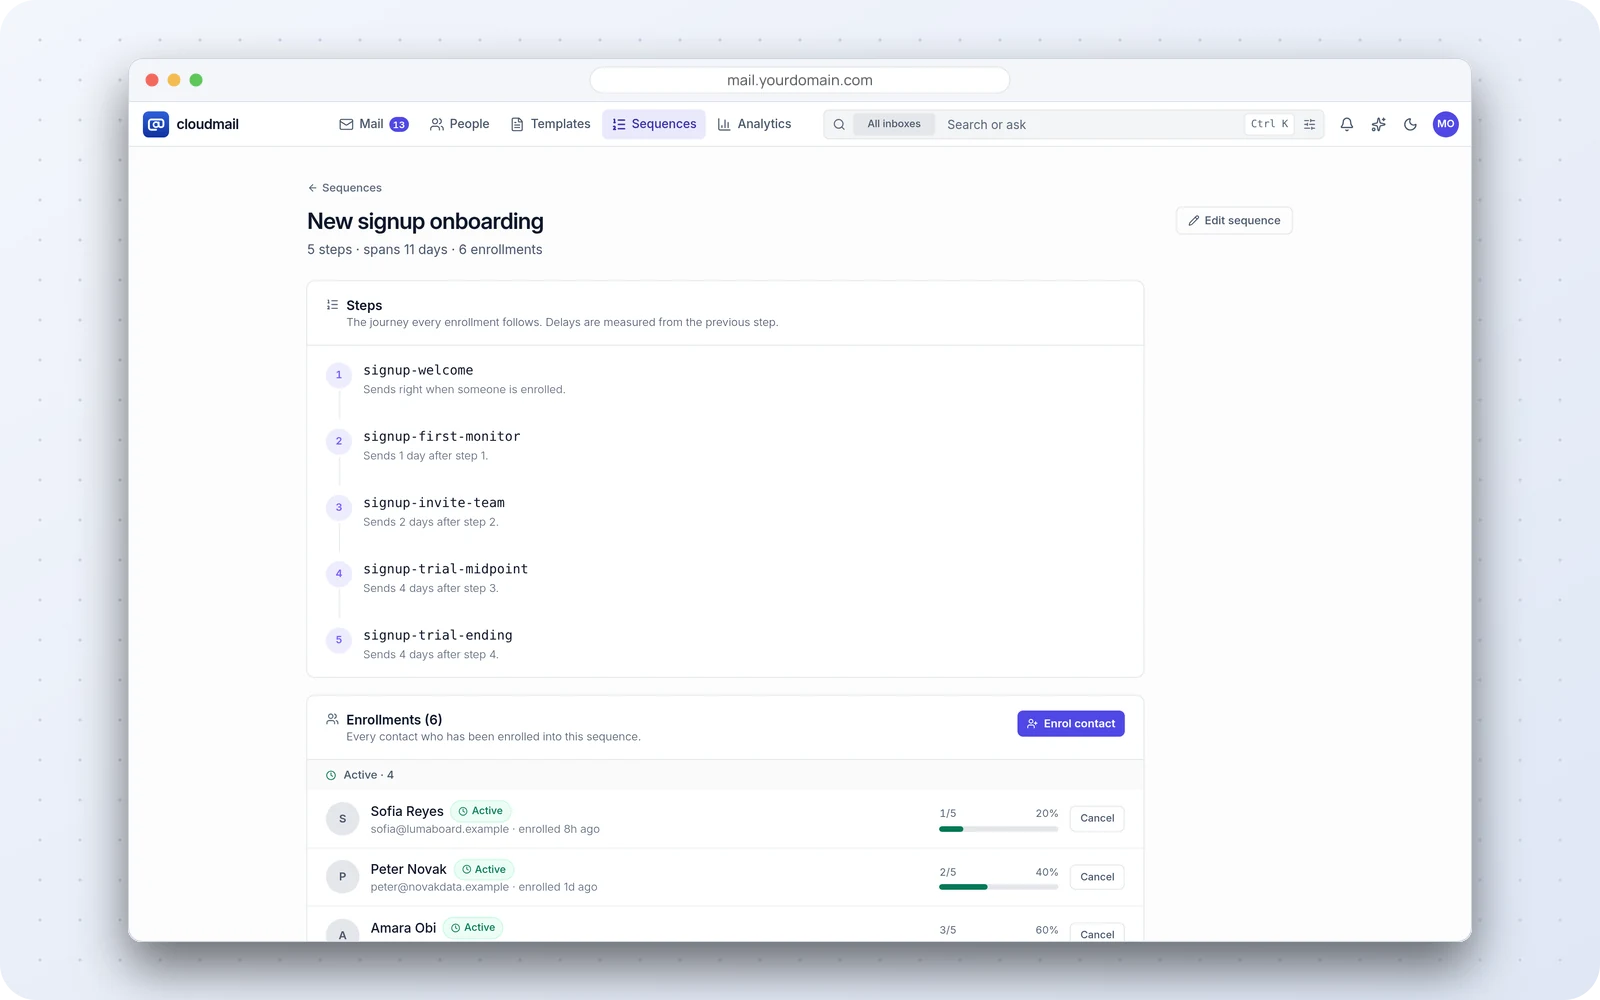 mail.yourdomain.com
cloudmail
Mail 13
People
Templates
Sequences
Analytics
All inboxes
Search or ask
Ctrl K
MO
← Sequences
New signup onboarding
Edit sequence
5 steps · spans 11 days · 6 enrollments
Steps
The journey every enrollment follows. Delays are measured from the previous step.
1
signup-welcome
Sends right when someone is enrolled.
2
signup-first-monitor
Sends 1 day after step 1.
3
signup-invite-team
Sends 2 days after step 2.
4
signup-trial-midpoint
Sends 4 days after step 3.
5
signup-trial-ending
Sends 4 days after step 4.
Enrollments (6)
Every contact who has been enrolled into this sequence.
Enrol contact
Active · 4
S
Sofia Reyes Active
sofia@lumaboard.example · enrolled 8h ago
1/5 20%
Cancel
P
Peter Novak Active
peter@novakdata.example · enrolled 1d ago
2/5 40%
Cancel
A
Amara Obi Active
3/5 60%
Cancel